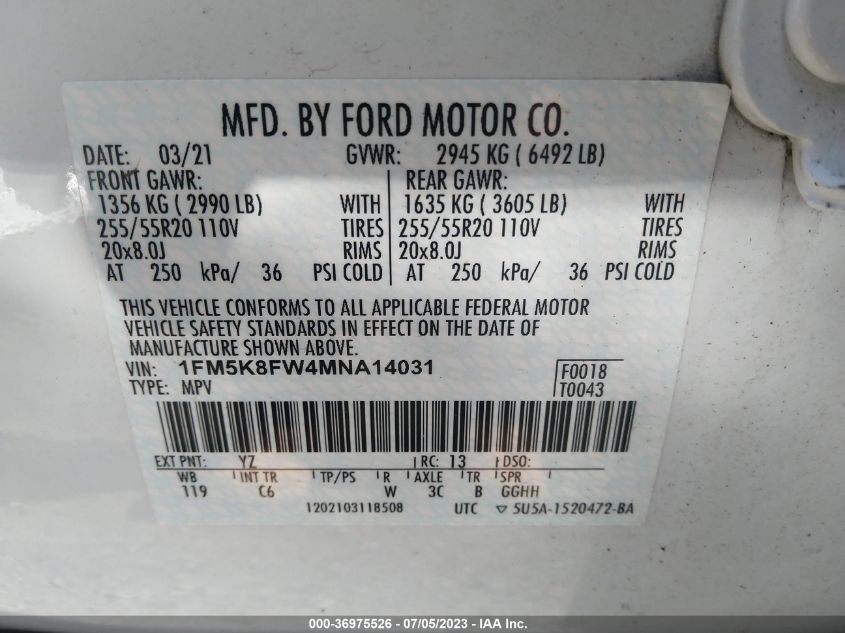 MFD. BY FORD MOTOR CO.
DATE: 03/21 GVWR: 2945 KG ( 6492 LB)
FRONT GAWR: REAR GAWR:
1356 KG ( 2990 LB) WITH 1635 KG ( 3605 LB) WITH
255/55R20 110V TIRES 255/55R20 110V TIRES
20x8.0J RIMS 20x8.0J RIMS
AT 250 kPa/ 36 PSI COLD AT 250 kPa/ 36 PSI COLD
THIS VEHICLE CONFORMS TO ALL APPLICABLE FEDERAL MOTOR
VEHICLE SAFETY STANDARDS IN EFFECT ON THE DATE OF
MANUFACTURE SHOWN ABOVE.
VIN: 1FM5K8FW4MNA14031 F0018
TYPE: MPV T0043
EXT PNT: YZ RC: 13 DSO:
WB INT TR TP/PS R AXLE TR SPR
119 C6 W 3C B GGHH
1202103118508 UTC ▽ 5U5A-1520472-BA
000-36975526 - 07/05/2023 - IAA Inc.